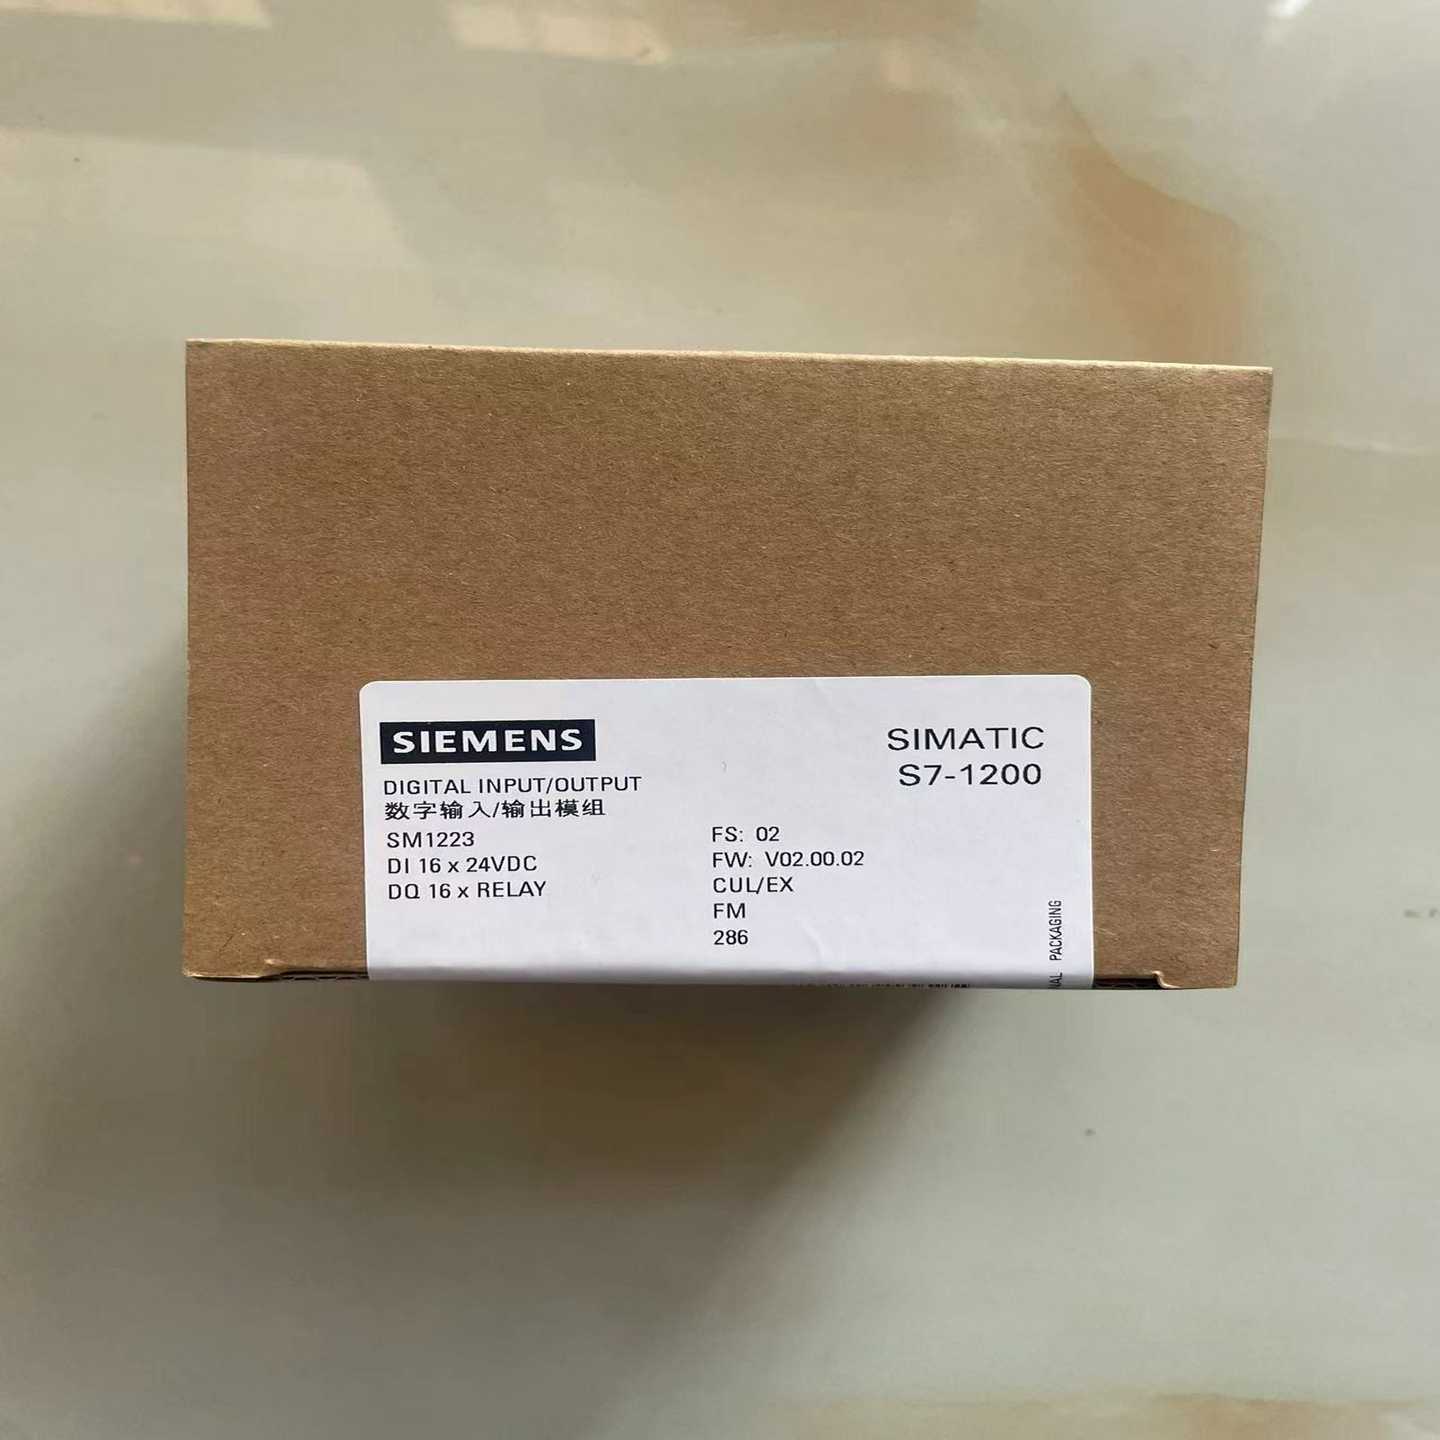 SIEMENS
SIMATIC
S7-1200
DIGITAL INPUT/OUTPUT
数字输入/输出模组
SM1223
DI 16 x 24VDC
DQ 16 x RELAY
FS: 02
FW: V02.00.02
CUL/EX
FM
286
PACKAGING